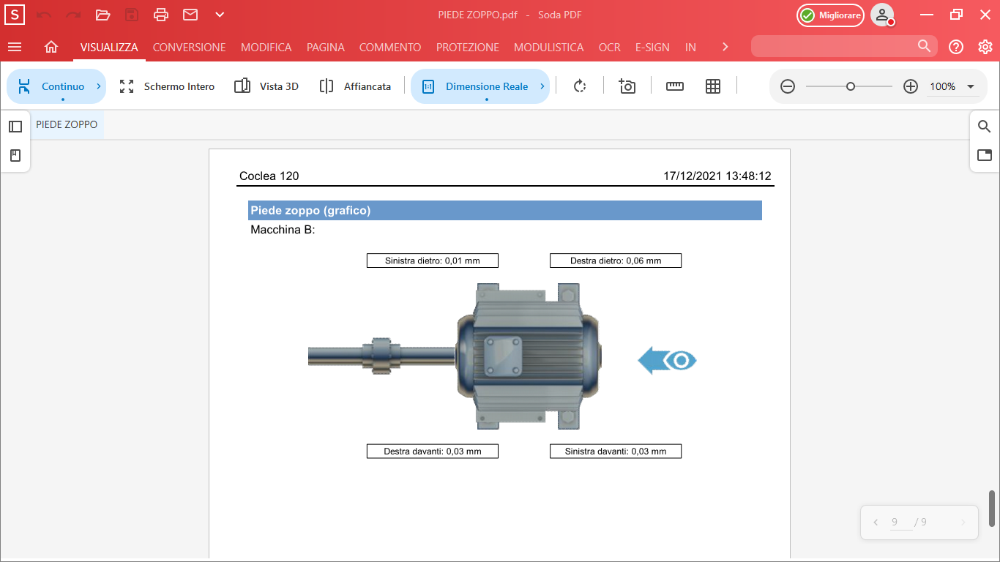 S
PIEDE ZOPPO.pdf - Soda PDF
Migliorare
VISUALIZZA CONVERSIONE MODIFICA PAGINA COMMENTO PROTEZIONE MODULISTICA OCR E-SIGN IN
Continuo Schermo Intero Vista 3D Affiancata 1:1 Dimensione Reale 100%
PIEDE ZOPPO
Coclea 120 17/12/2021 13:48:12
Piede zoppo (grafico)
Macchina B:
Sinistra dietro: 0,01 mm Destra dietro: 0,06 mm
Destra davanti: 0,03 mm Sinistra davanti: 0,03 mm
9 / 9